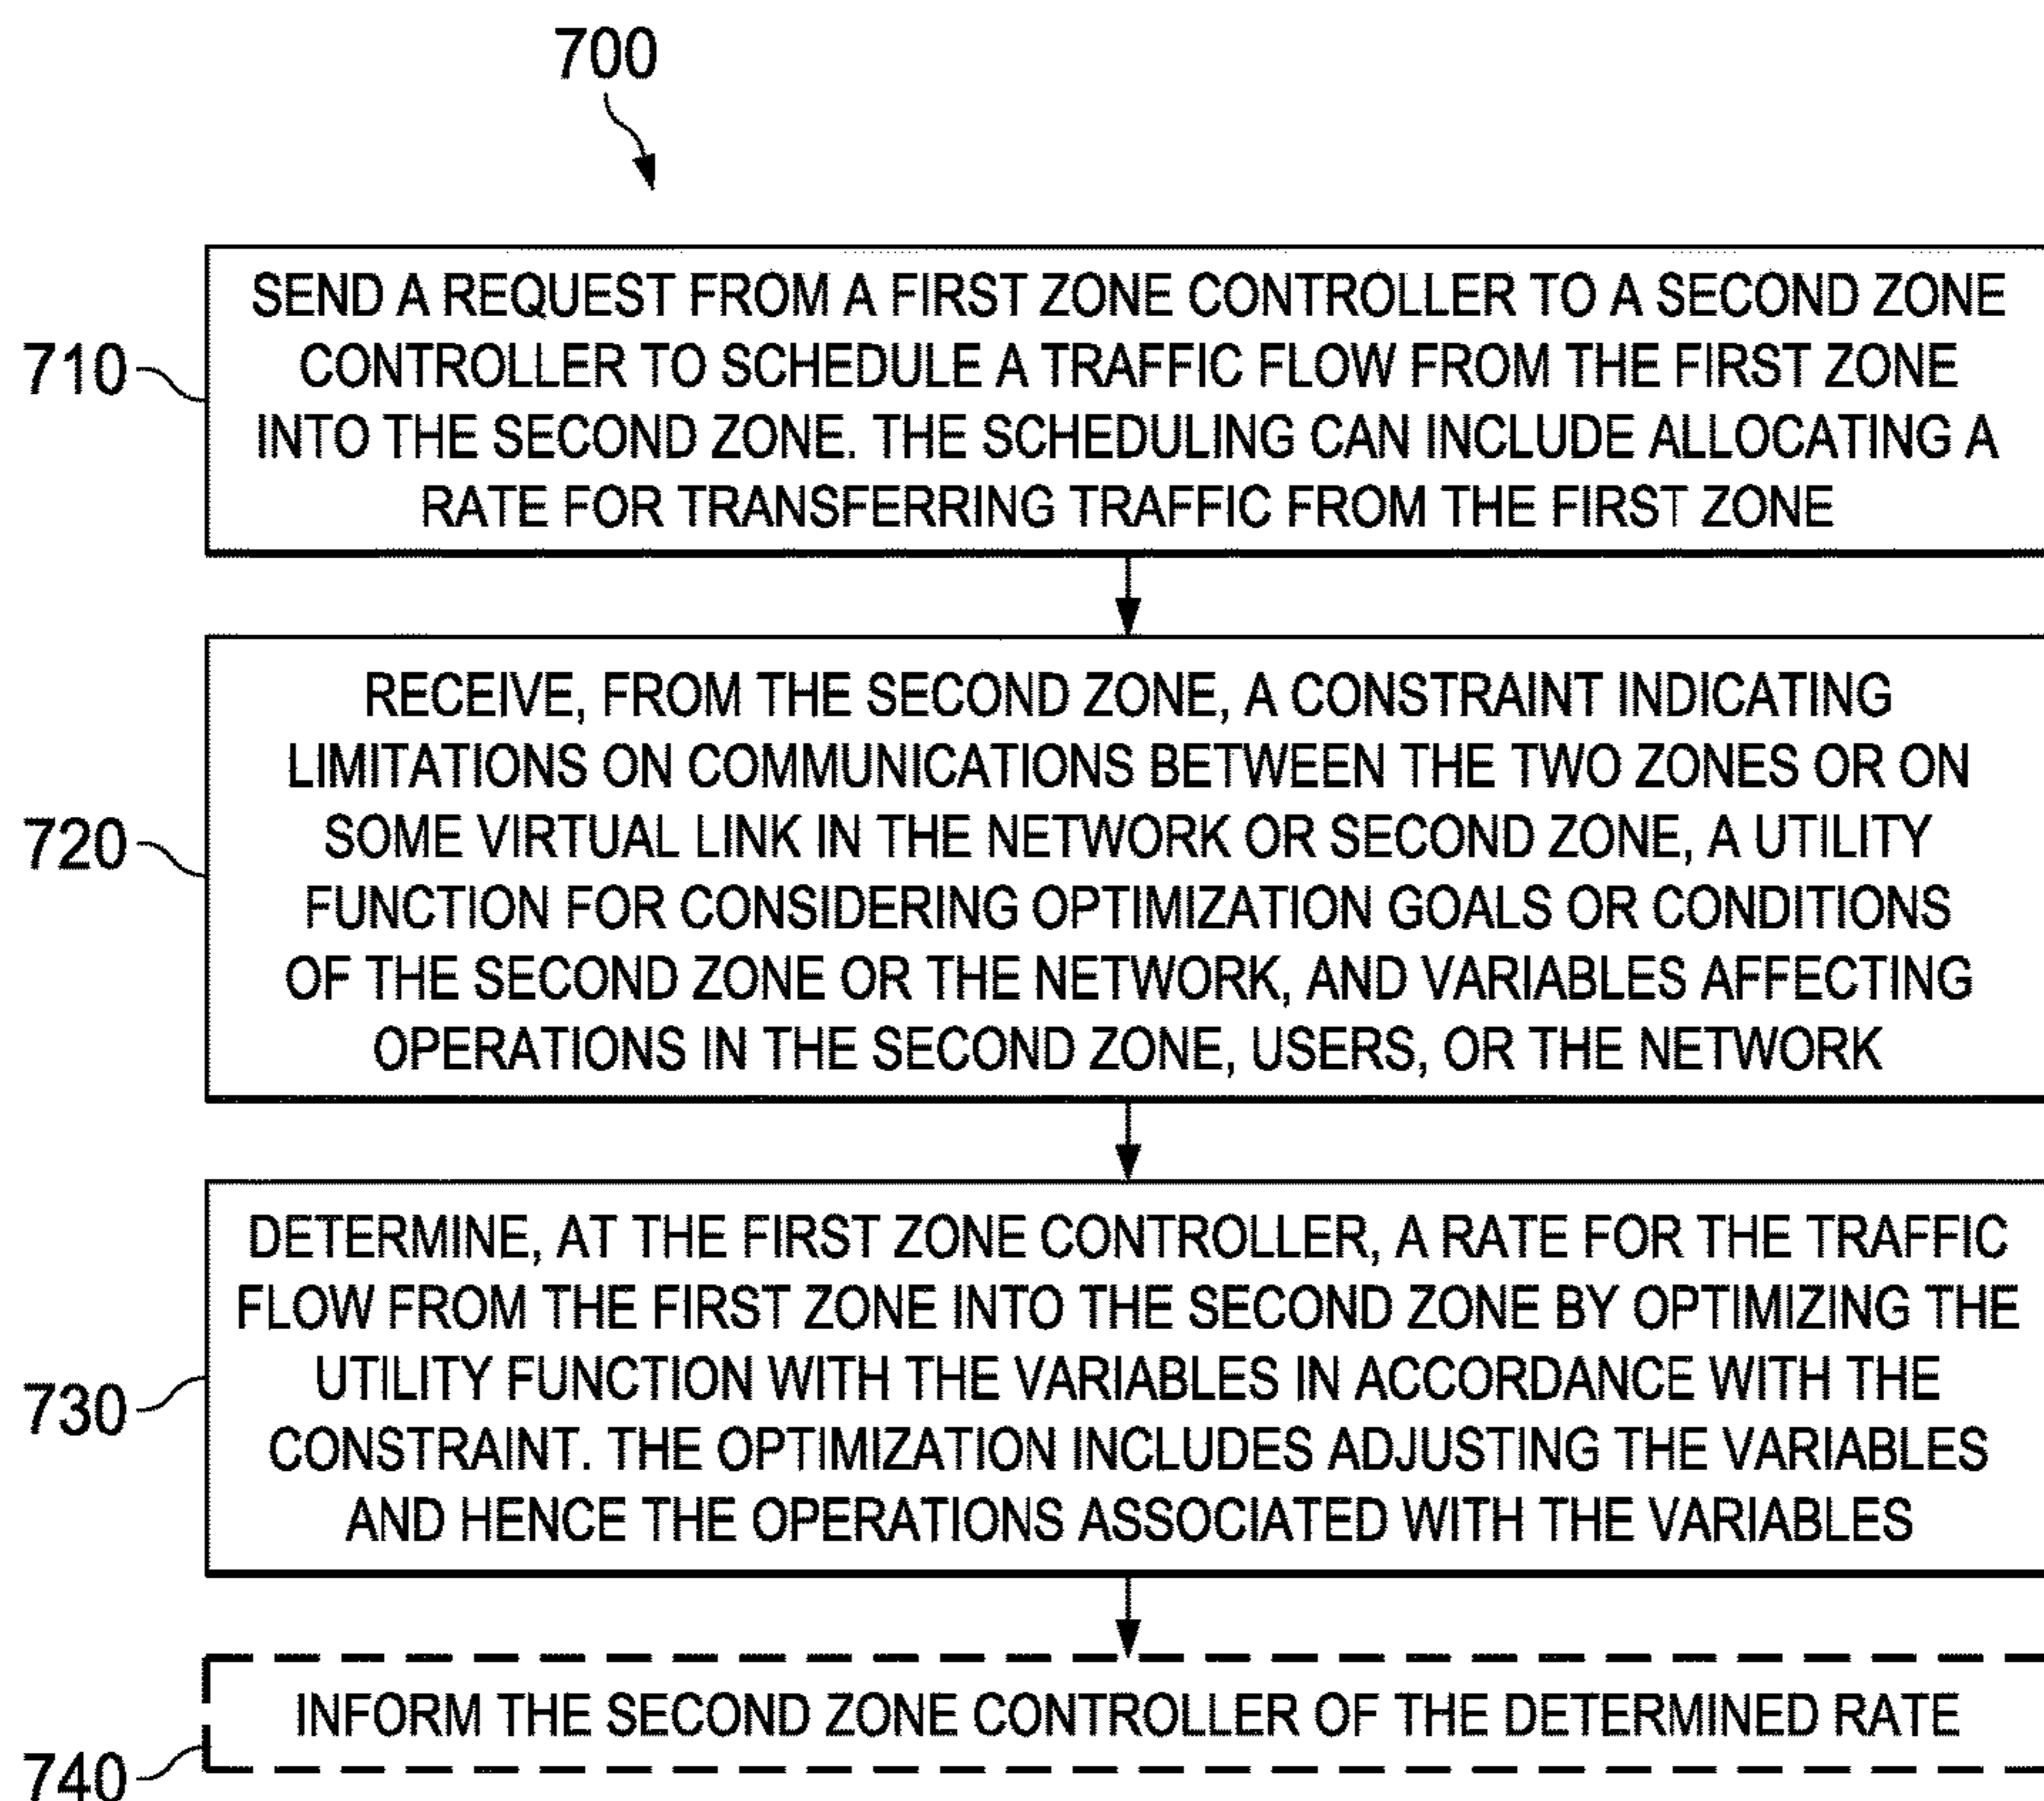 700
710
SEND A REQUEST FROM A FIRST ZONE CONTROLLER TO A SECOND ZONE
CONTROLLER TO SCHEDULE A TRAFFIC FLOW FROM THE FIRST ZONE
INTO THE SECOND ZONE. THE SCHEDULING CAN INCLUDE ALLOCATING A
RATE FOR TRANSFERRING TRAFFIC FROM THE FIRST ZONE
720
RECEIVE, FROM THE SECOND ZONE, A CONSTRAINT INDICATING
LIMITATIONS ON COMMUNICATIONS BETWEEN THE TWO ZONES OR ON
SOME VIRTUAL LINK IN THE NETWORK OR SECOND ZONE, A UTILITY
FUNCTION FOR CONSIDERING OPTIMIZATION GOALS OR CONDITIONS
OF THE SECOND ZONE OR THE NETWORK, AND VARIABLES AFFECTING
OPERATIONS IN THE SECOND ZONE, USERS, OR THE NETWORK
730
DETERMINE, AT THE FIRST ZONE CONTROLLER, A RATE FOR THE TRAFFIC
FLOW FROM THE FIRST ZONE INTO THE SECOND ZONE BY OPTIMIZING THE
UTILITY FUNCTION WITH THE VARIABLES IN ACCORDANCE WITH THE
CONSTRAINT. THE OPTIMIZATION INCLUDES ADJUSTING THE VARIABLES
AND HENCE THE OPERATIONS ASSOCIATED WITH THE VARIABLES
740
INFORM THE SECOND ZONE CONTROLLER OF THE DETERMINED RATE